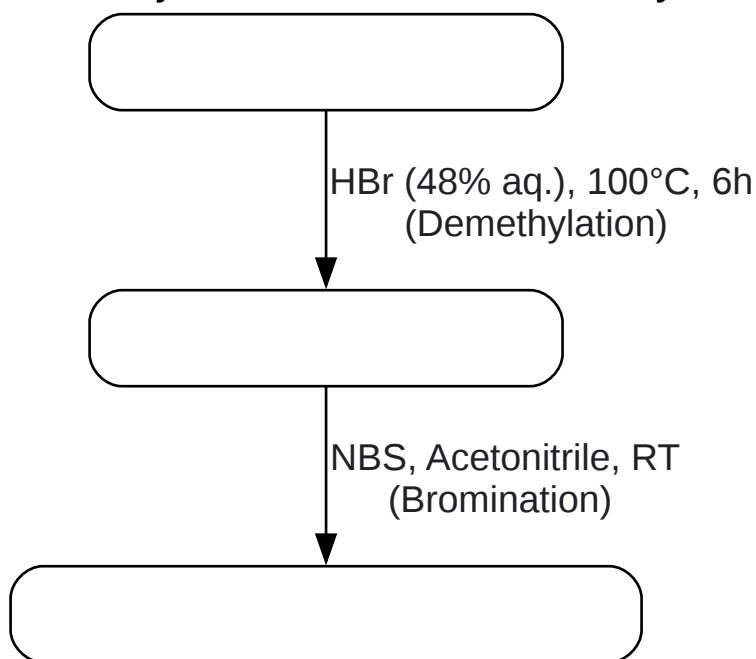 HBr (48% aq.), 100°C, 6h
(Demethylation)
NBS, Acetonitrile, RT
(Bromination)